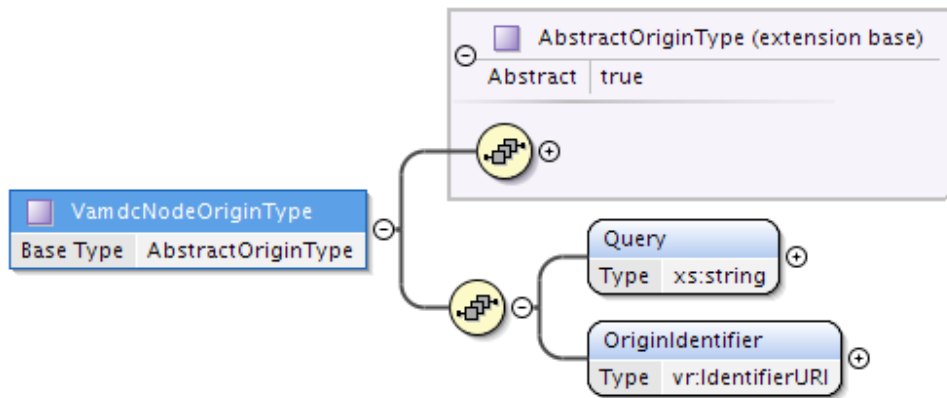 AbstractOriginType (extension base)
Abstract true
VamdcNodeOriginType
Base Type AbstractOriginType
Query
Type xs:string
OriginIdentifier
Type vr:IdentifierURI